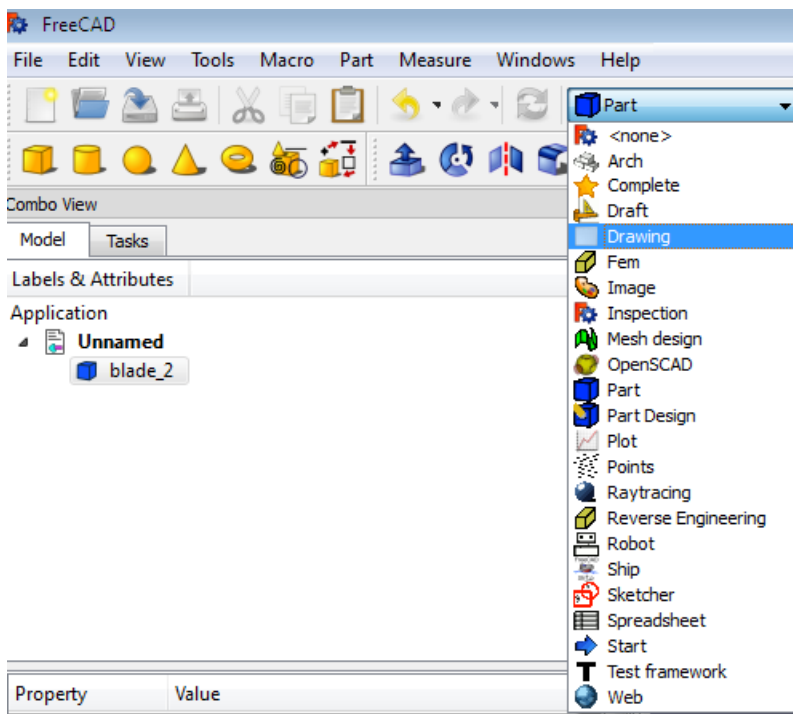 FreeCAD
File Edit View Tools Macro Part Measure Windows Help
Part
<none>
Arch
Complete
Draft
Drawing
Fem
Image
Inspection
Mesh design
OpenSCAD
Part
Part Design
Plot
Points
Raytracing
Reverse Engineering
Robot
Ship
Sketcher
Spreadsheet
Start
Test framework
Web
Combo View
Model Tasks
Labels & Attributes
Application
Unnamed
blade_2
Property Value